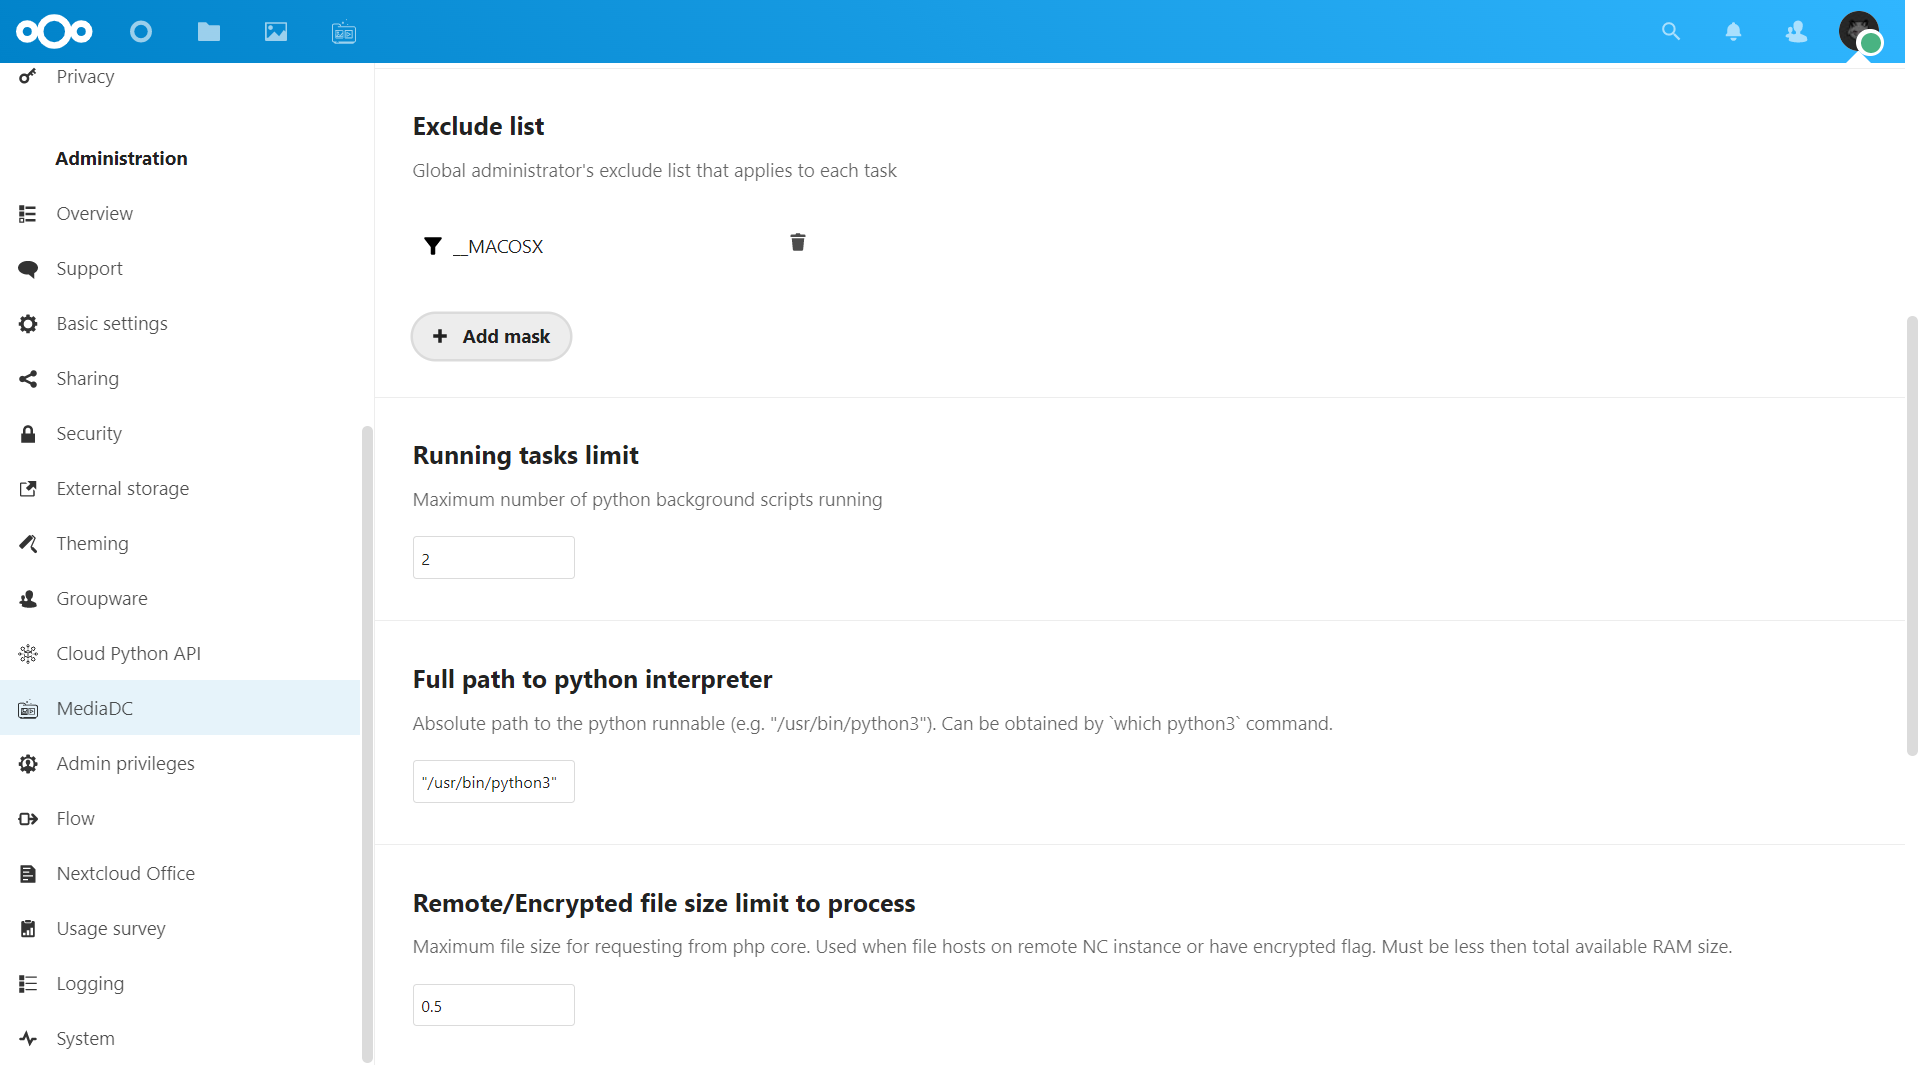 Privacy
Administration
Overview
Support
Basic settings
Sharing
Security
External storage
Theming
Groupware
Cloud Python API
MediaDC
Admin privileges
Flow
Nextcloud Office
Usage survey
Logging
System
Exclude list
Global administrator's exclude list that applies to each task
__MACOSX
Add mask
Running tasks limit
Maximum number of python background scripts running
2
Full path to python interpreter
Absolute path to the python runnable (e.g. "/usr/bin/python3"). Can be obtained by `which python3` command.
"/usr/bin/python3"
Remote/Encrypted file size limit to process
Maximum file size for requesting from php core. Used when file hosts on remote NC instance or have encrypted flag. Must be less then total available RAM size.
0.5